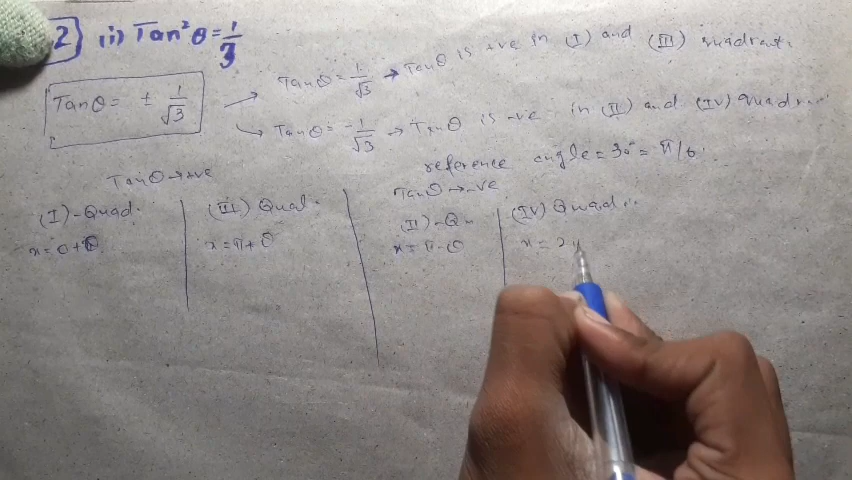 2) (i) Tan²θ = 1/3
Tanθ = ± 1/√3
Tanθ = 1/√3 → Tanθ is +ve in (I) and (III) quadrant.
Tanθ = -1/√3 → Tanθ is -ve in (II) and (IV) Quadrant
reference angle = 30° = π/6.
Tanθ → +ve
(I)-Quad.
x = 0+θ
(III) Quad.
x = π+θ
Tanθ → -ve
(II)-Qu
x = π-θ
(IV) Quad..
x = 2